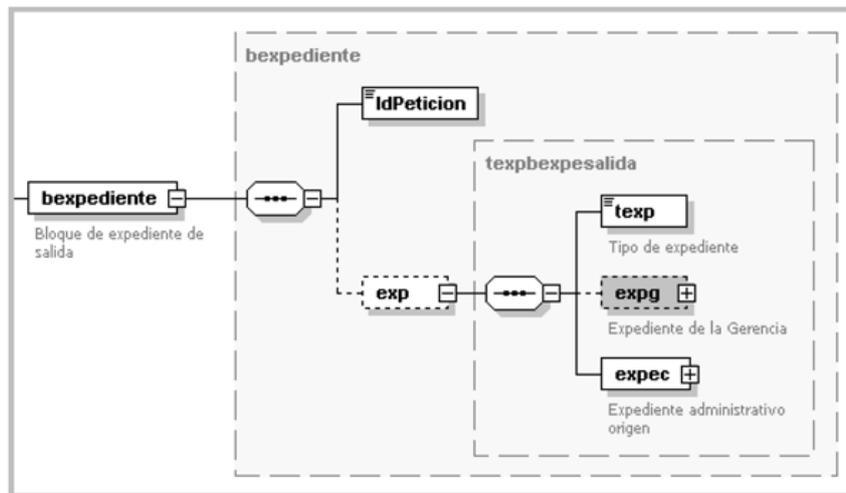 bexpediente
IdPeticion
texpbexpesalida
bexpediente
Bloque de expediente de
salida
texp
Tipo de expediente
exp
expg
Expediente de la Gerencia
expec
Expediente administrativo
origen